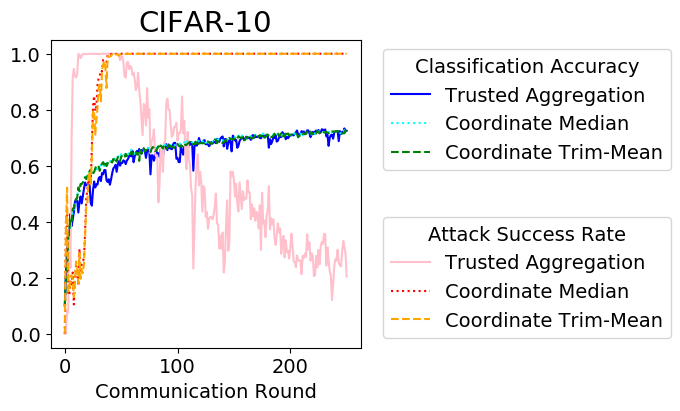 CIFAR-10
1.0
0.8
0.6
0.4
0.2
0.0
0
100
200
Communication Round
Classification Accuracy
Trusted Aggregation
Coordinate Median
Coordinate Trim-Mean
Attack Success Rate
Trusted Aggregation
Coordinate Median
Coordinate Trim-Mean